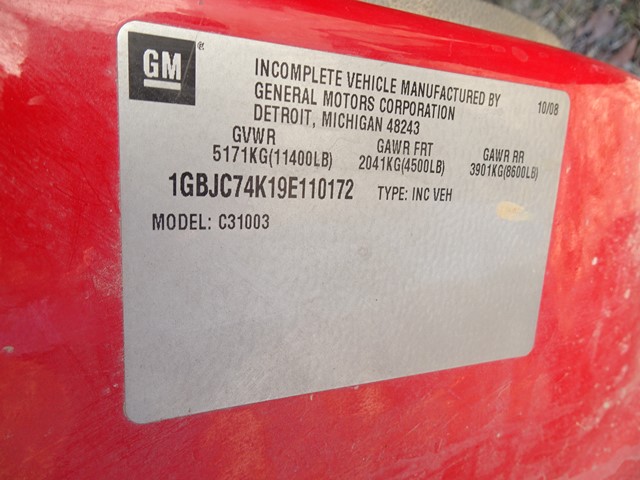 GM®
INCOMPLETE VEHICLE MANUFACTURED BY
GENERAL MOTORS CORPORATION
DETROIT, MICHIGAN 48243
10/08
GVWR GAWR FRT GAWR RR
5171KG(11400LB) 2041KG(4500LB) 3901KG(8600LB)
1GBJC74K19E110172 TYPE: INC VEH
MODEL: C31003